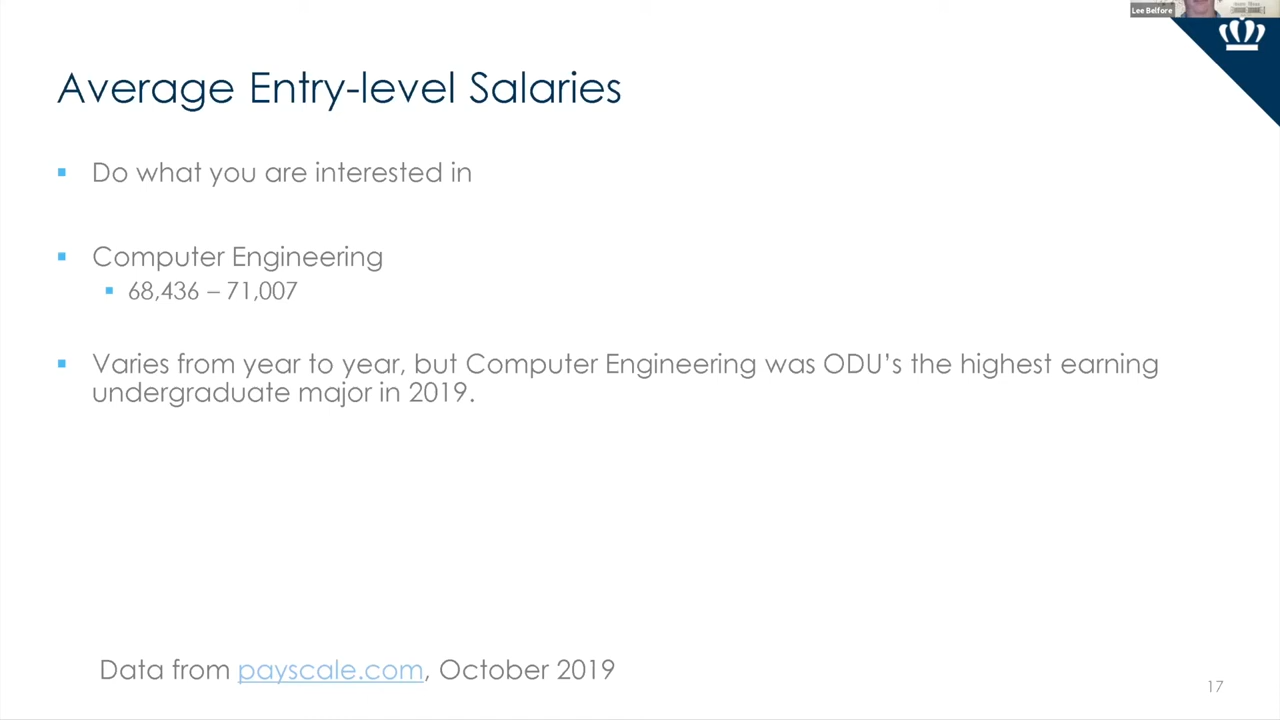 Lee Belfore
Average Entry-level Salaries
Do what you are interested in
Computer Engineering
68,436 – 71,007
Varies from year to year, but Computer Engineering was ODU’s the highest earning
undergraduate major in 2019.
Data from payscale.com, October 2019
17